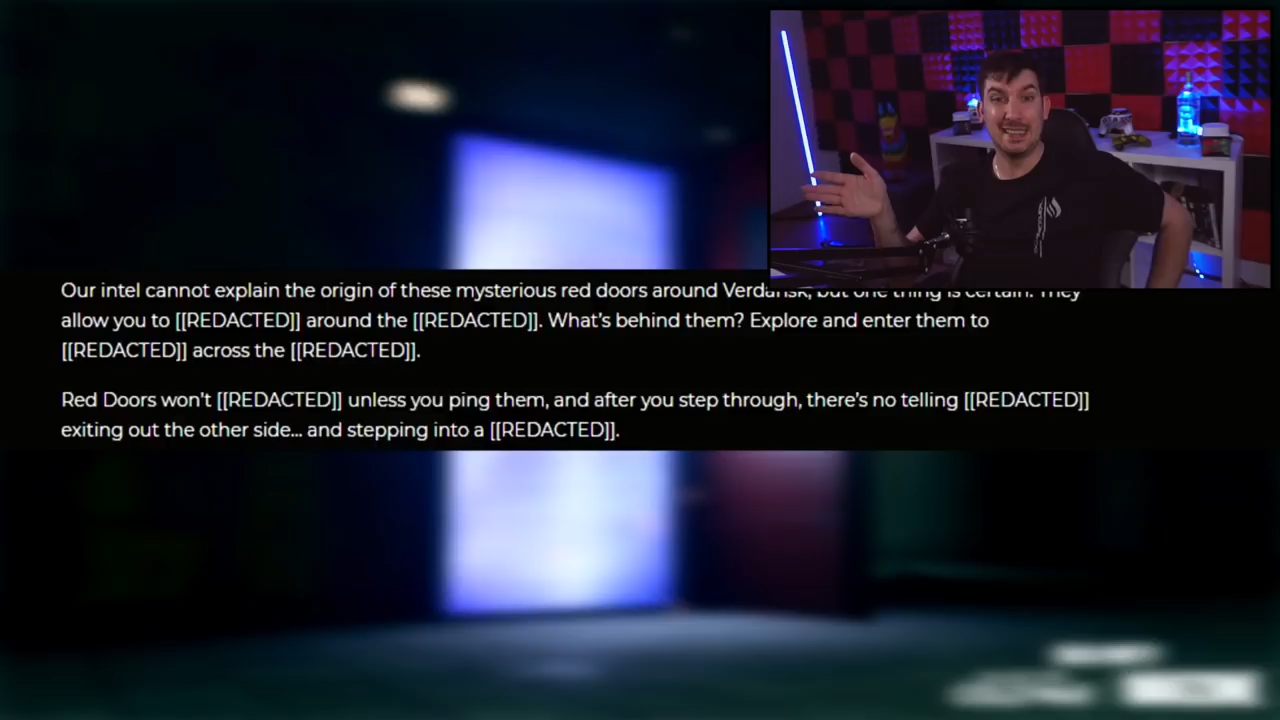 Our intel cannot explain the origin of these mysterious red doors around Verdansk, but one thing is certain: They
allow you to [[REDACTED]] around the [[REDACTED]]. What’s behind them? Explore and enter them to
[[REDACTED]] across the [[REDACTED]].
Red Doors won’t [[REDACTED]] unless you ping them, and after you step through, there’s no telling [[REDACTED]]
exiting out the other side... and stepping into a [[REDACTED]].